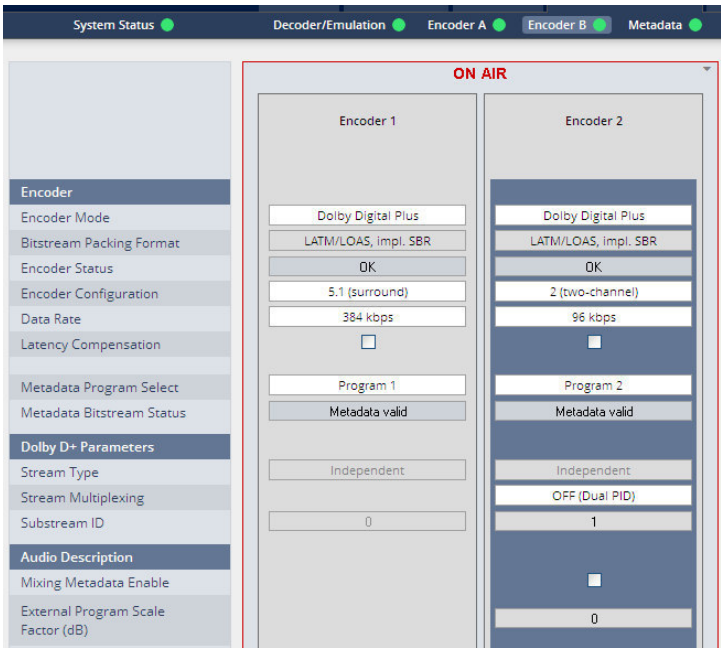 System Status Decoder/Emulation Encoder A Encoder B Metadata
ON AIR
Encoder 1 Encoder 2
Encoder
Encoder Mode Dolby Digital Plus Dolby Digital Plus
Bitstream Packing Format LATM/LOAS, impl. SBR LATM/LOAS, impl. SBR
Encoder Status OK OK
Encoder Configuration 5.1 (surround) 2 (two-channel)
Data Rate 384 kbps 96 kbps
Latency Compensation
Metadata Program Select Program 1 Program 2
Metadata Bitstream Status Metadata valid Metadata valid
Dolby D+ Parameters
Stream Type Independent Independent
Stream Multiplexing OFF (Dual PID)
Substream ID 0 1
Audio Description
Mixing Metadata Enable
External Program Scale
Factor (dB) 0